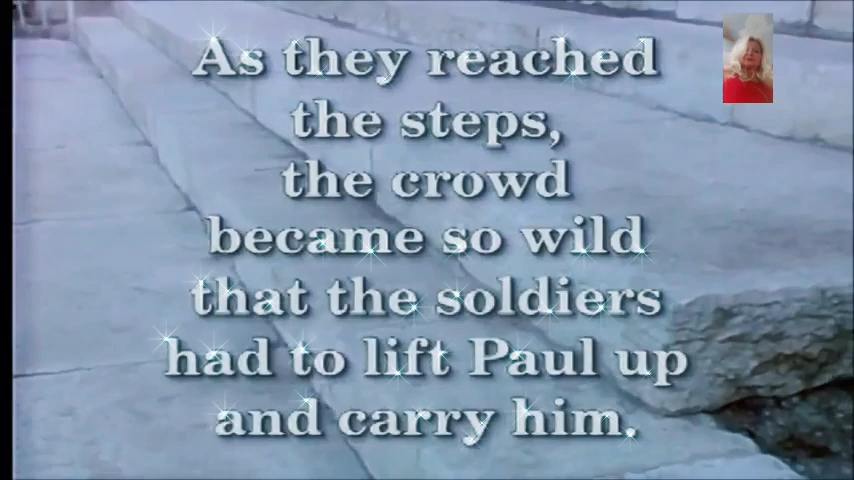 As they reached
the steps,
the crowd
became so wild
that the soldiers
had to lift Paul up
and carry him.